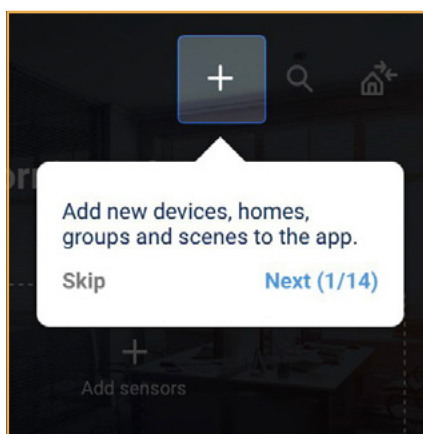 Add new devices, homes,
groups and scenes to the app.
Skip
Next (1/14)
Add sensors